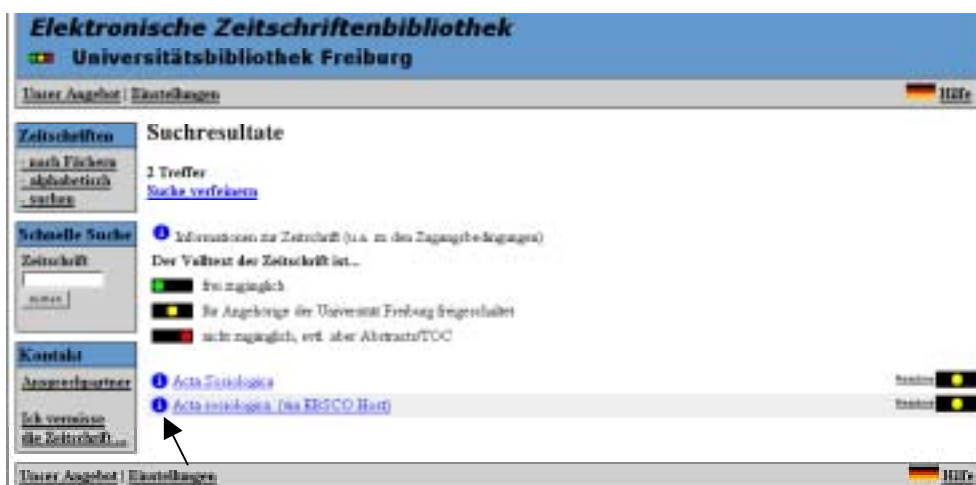 Elektronische Zeitschriftenbibliothek
Universitätsbibliothek Freiburg
Unser Angebot | Einstellungen
Hilfe
Zeitschriften
- nach Fächern
- alphabetisch
- suchen
Schnelle Suche
Zeitschrift
Kontakt
Ansprechpartner
Ich vermisse
die Zeitschrift ...
Suchresultate
2 Treffer
Suche verfeinern
Informationen zur Zeitschrift (u.a. zu den Zugangsbedingungen)
Der Volltext der Zeitschrift ist...
frei zugänglich
für Angehörige der Universität Freiburg freigeschaltet
nicht zugänglich, evtl. aber Abstracts/TOC
Acta Sociologica
Acta sociologica (via EBSCO Host)
Unser Angebot | Einstellungen
Hilfe